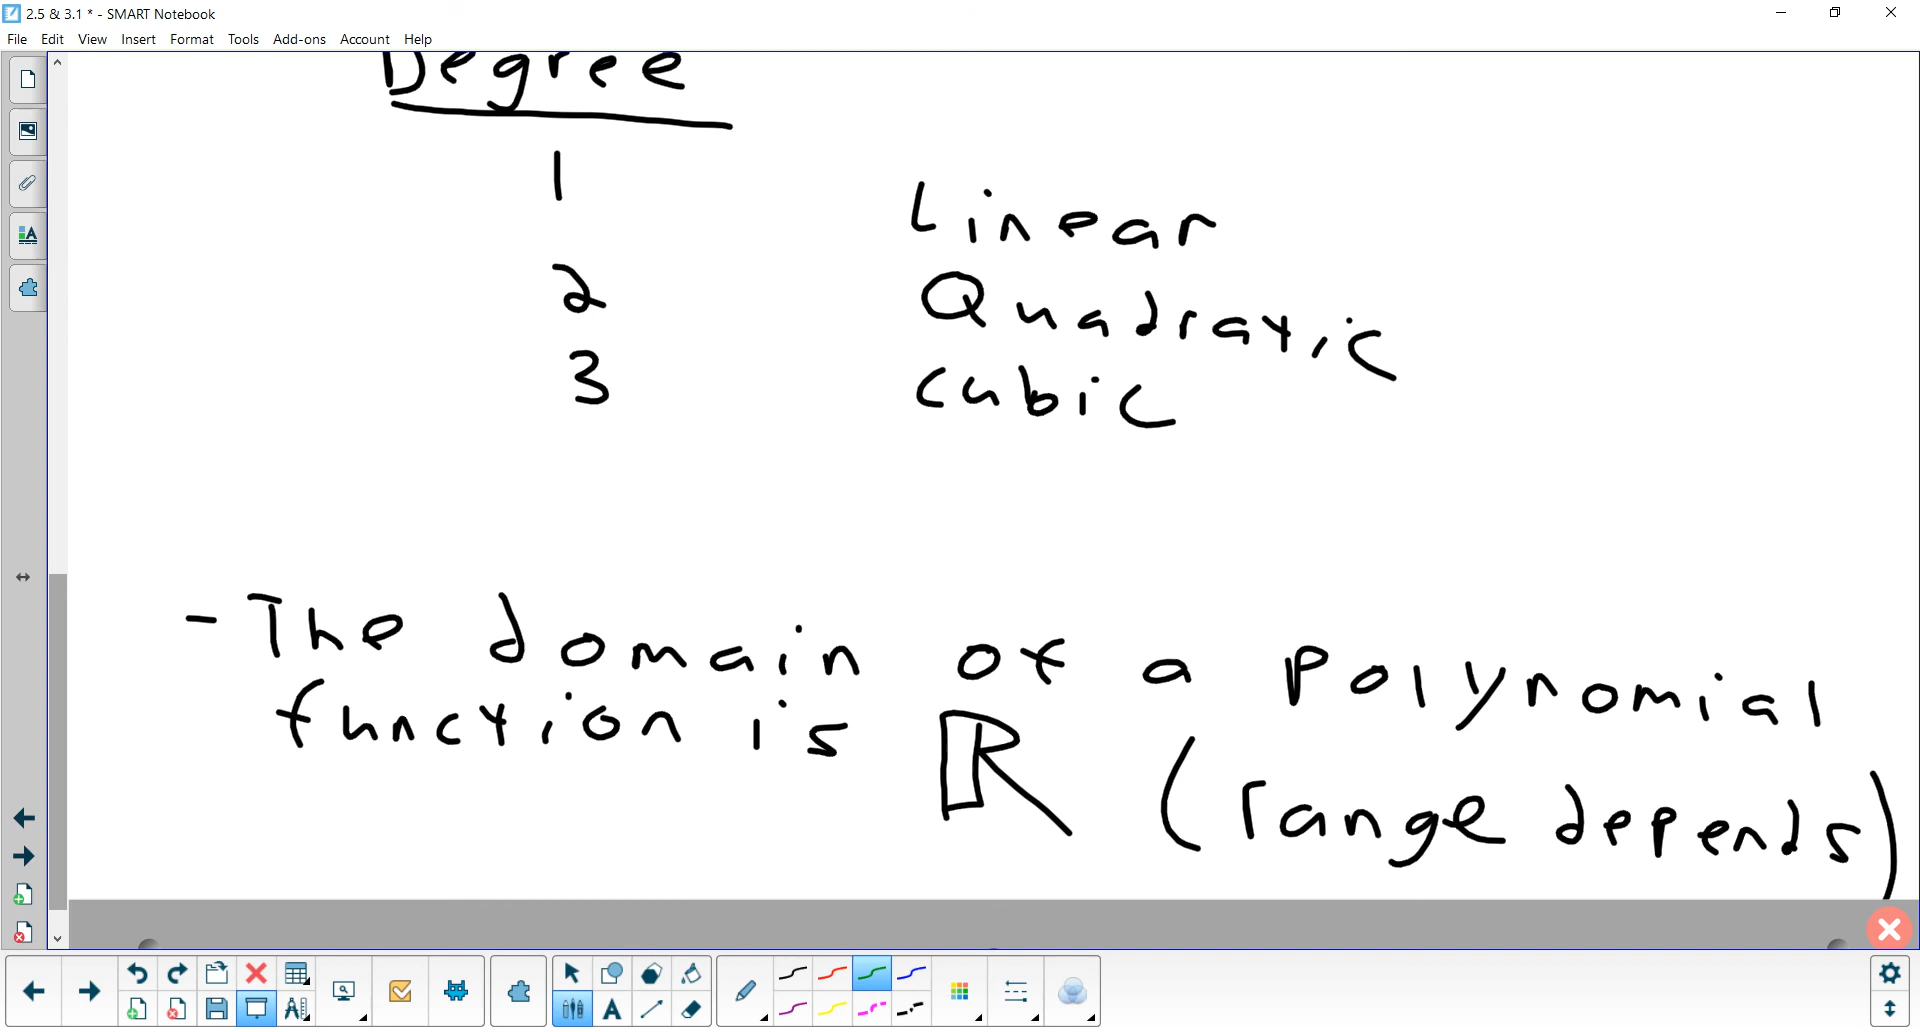 2.5 & 3.1 * - SMART Notebook
File Edit View Insert Format Tools Add-ons Account Help
Degree
1 Linear
2 Quadratic
3 Cubic
- The domain of a polynomial
function is ℝ (range depends)